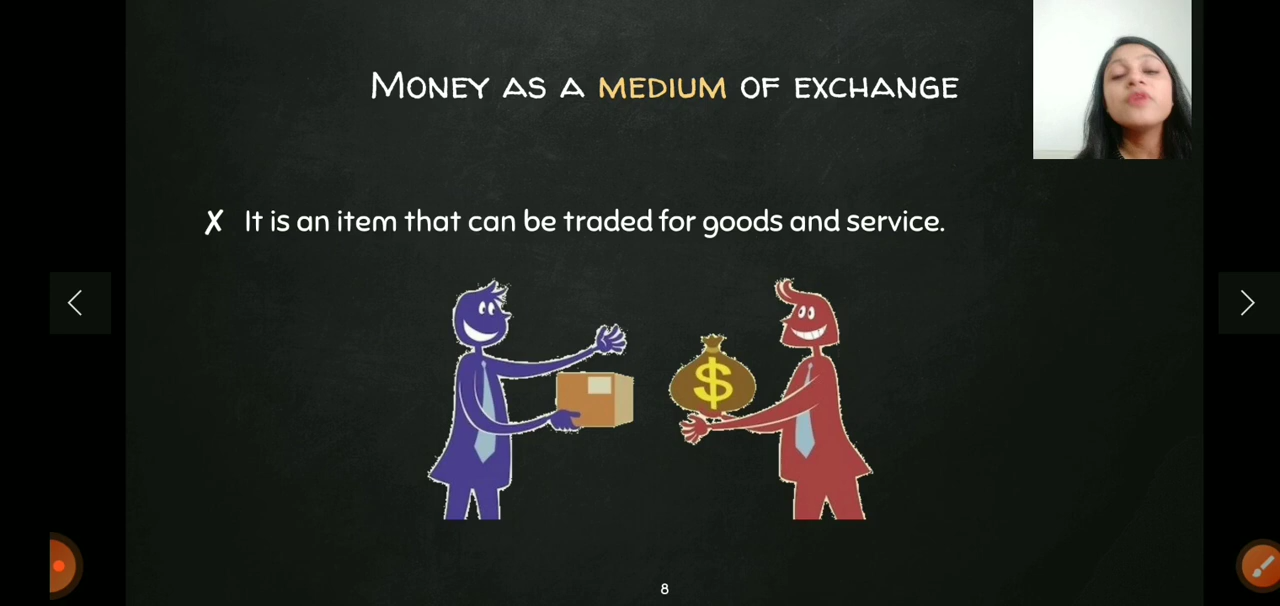 MONEY AS A MEDIUM OF EXCHANGE
✗ It is an item that can be traded for goods and service.
$
8